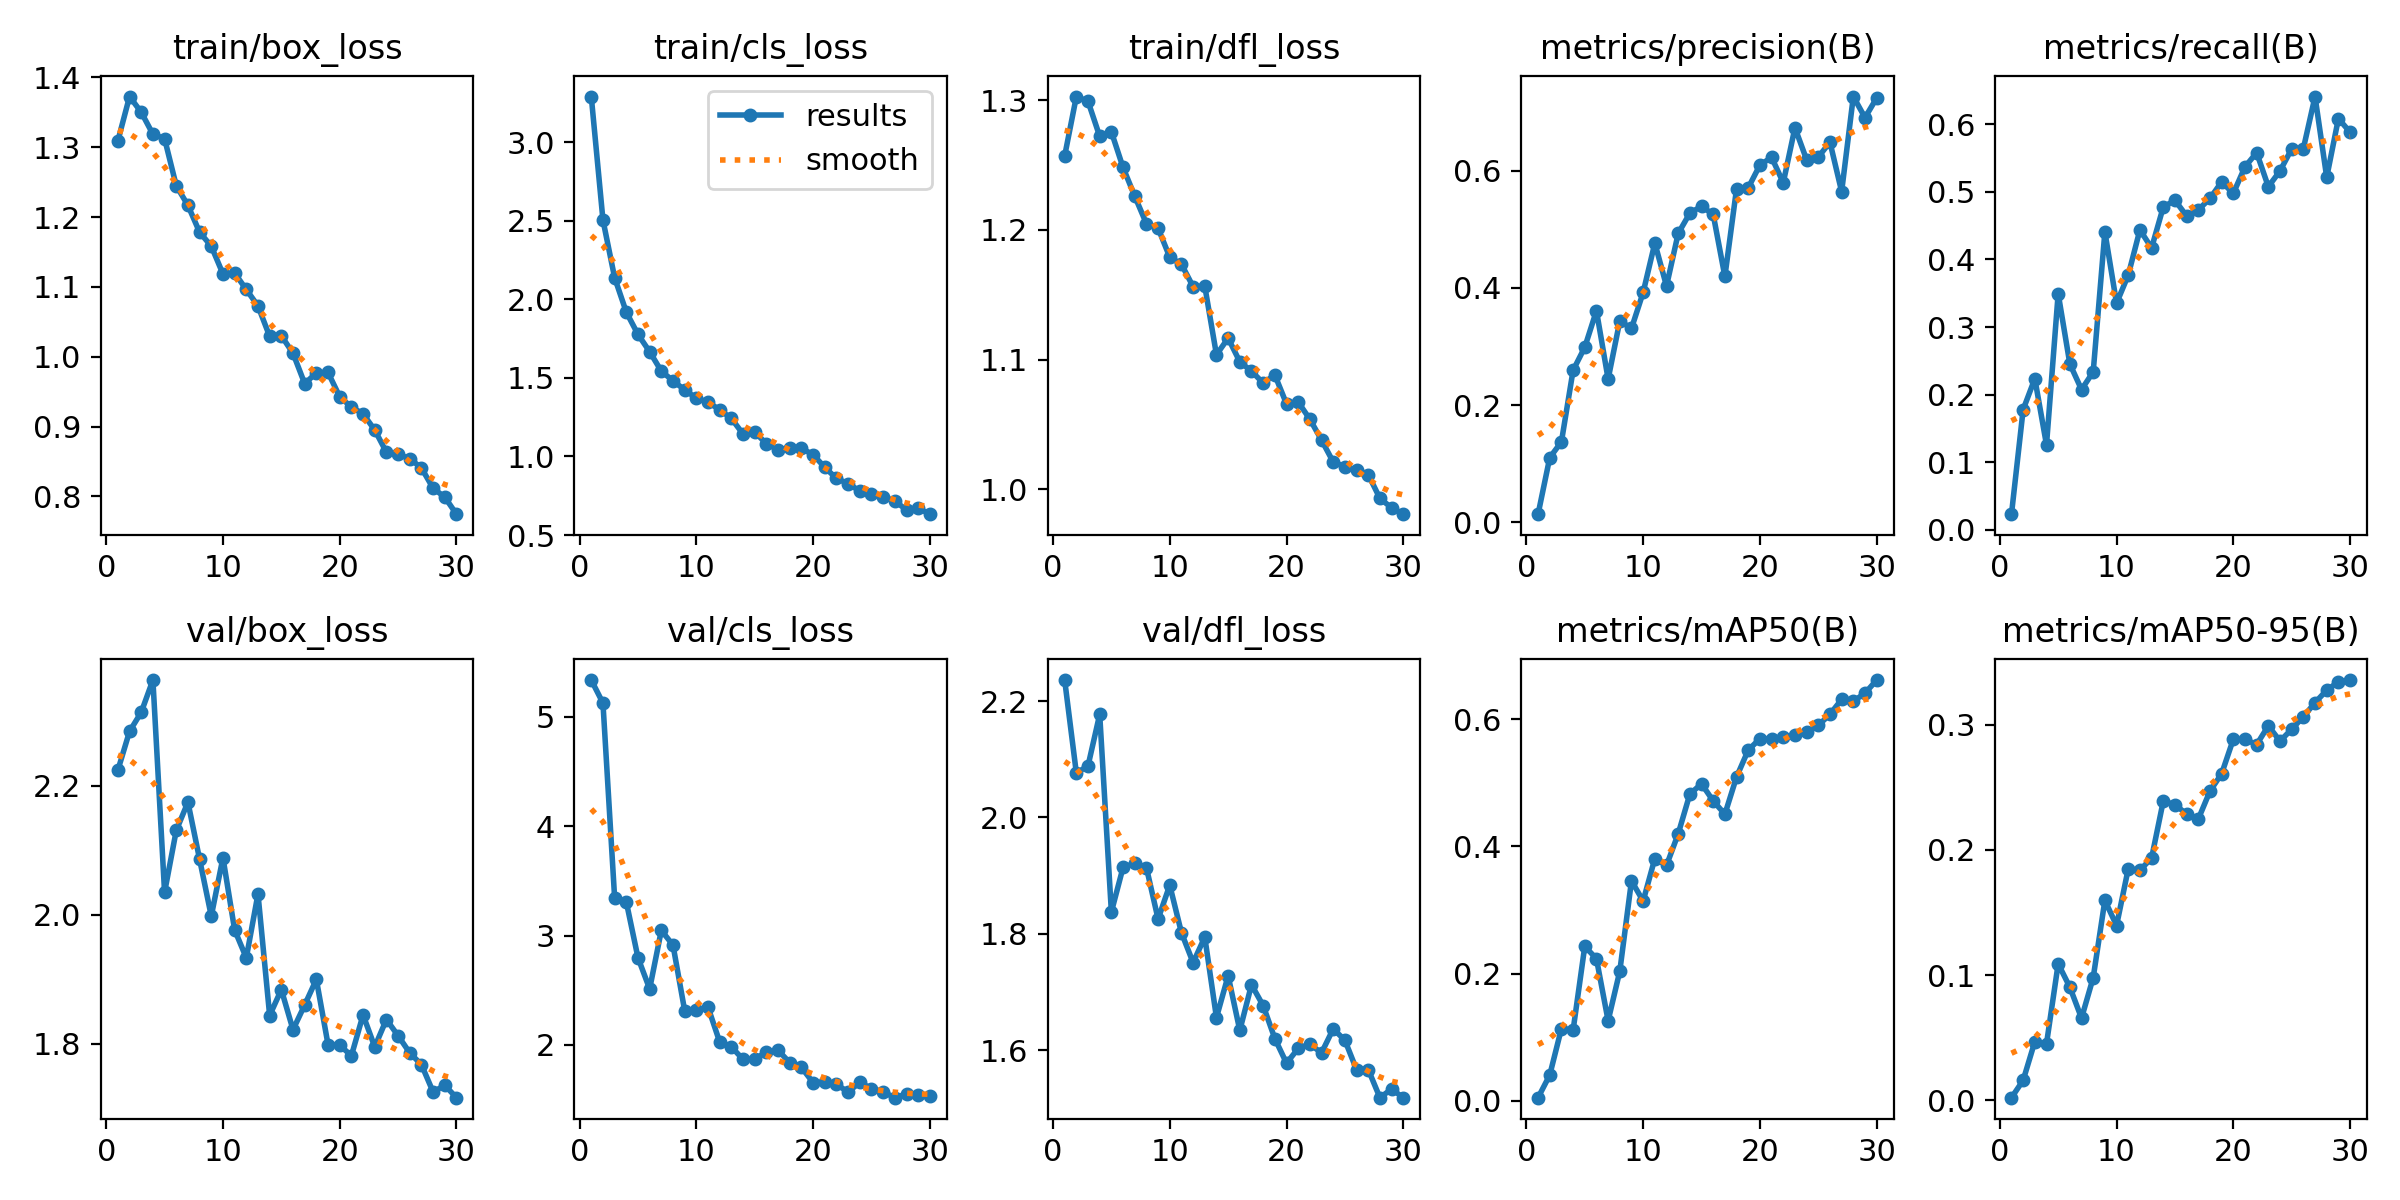 train/box_loss
train/cls_loss
train/dfl_loss
metrics/precision(B)
metrics/recall(B)
1.4
1.3
1.2
1.1
1.0
0.9
0.8
0 10 20 30
3.0
2.5
2.0
1.5
1.0
0.5
0 10 20 30
results
smooth
1.3
1.2
1.1
1.0
0 10 20 30
0.6
0.4
0.2
0.0
0 10 20 30
0.6
0.5
0.4
0.3
0.2
0.1
0.0
0 10 20 30
val/box_loss
val/cls_loss
val/dfl_loss
metrics/mAP50(B)
metrics/mAP50-95(B)
2.2
2.0
1.8
0 10 20 30
5
4
3
2
0 10 20 30
2.2
2.0
1.8
1.6
0 10 20 30
0.6
0.4
0.2
0.0
0 10 20 30
0.3
0.2
0.1
0.0
0 10 20 30